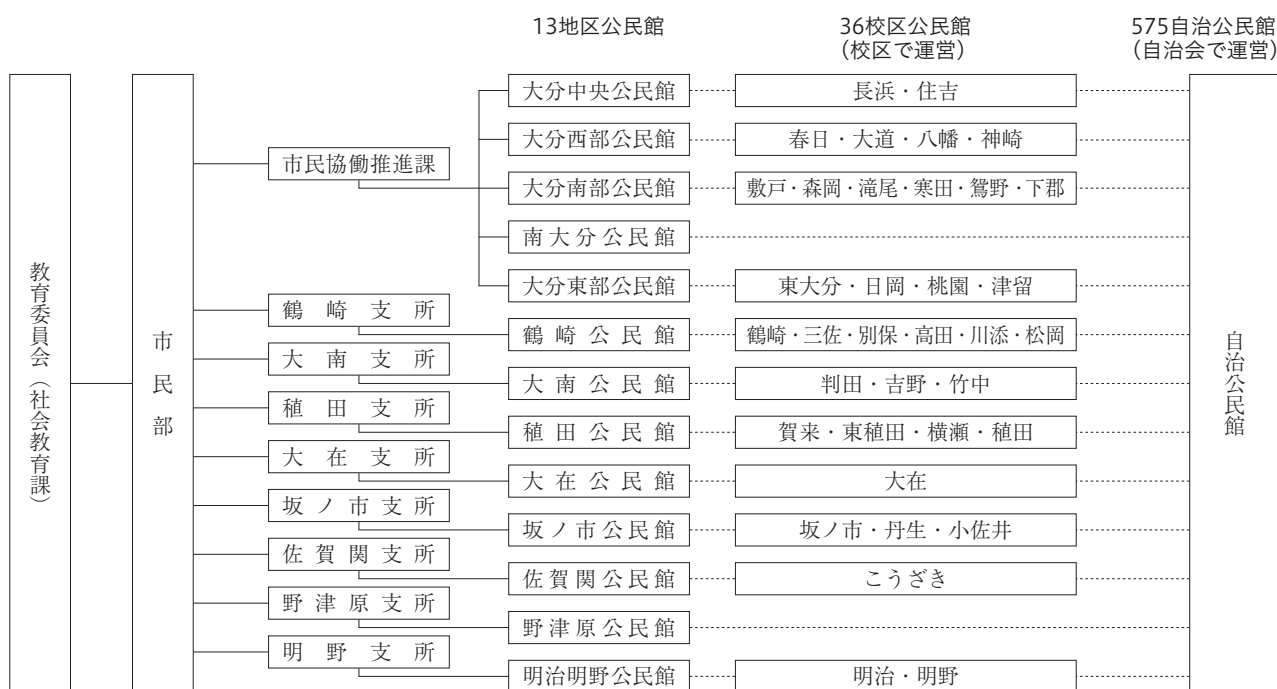 13地区公民館
36校区公民館
（校区で運営）
575自治公民館
（自治会で運営）
教育委員会（社会教育課）
市民部
市民協働推進課
大分中央公民館
長浜・住吉
大分西部公民館
春日・大道・八幡・神崎
大分南部公民館
敷戸・森岡・滝尾・寒田・鴛野・下郡
南大分公民館
大分東部公民館
東大分・日岡・桃園・津留
鶴崎支所
鶴崎公民館
鶴崎・三佐・別保・高田・川添・松岡
大南支所
大南公民館
判田・吉野・竹中
稙田支所
稙田公民館
賀来・東稙田・横瀬・稙田
大在支所
大在公民館
大在
坂ノ市支所
坂ノ市公民館
坂ノ市・丹生・小佐井
佐賀関支所
佐賀関公民館
こうざき
野津原支所
野津原公民館
明野支所
明治明野公民館
明治・明野
自治公民館